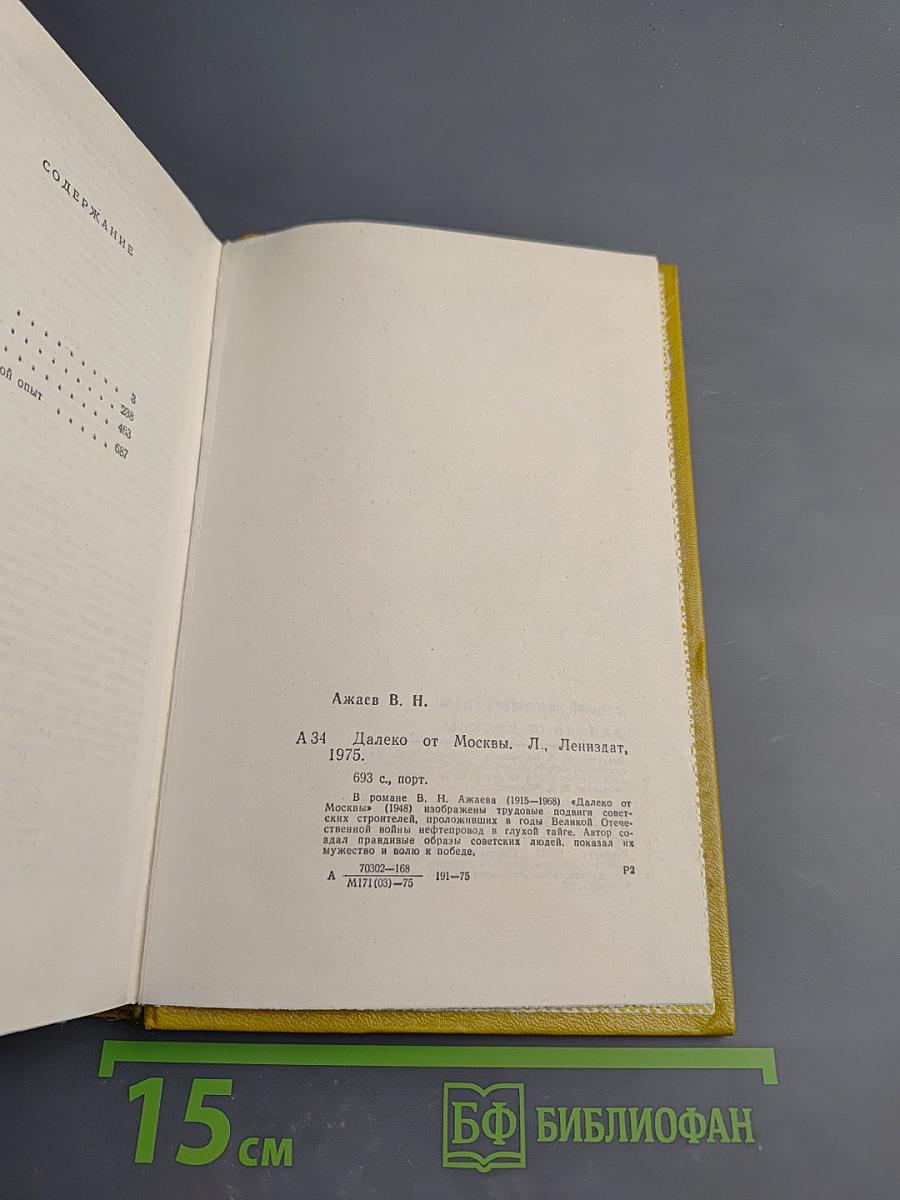 СОДЕРЖАНИЕ
3
238
463
ой опыт
687
Ажаев В. Н.
А 34 Далеко от Москвы. Л., Лениздат,
1975.
693 с., порт.
В романе В. Н. Ажаева (1915—1968) «Далеко от
Москвы» (1948) изображены трудовые подвиги совет-
ских строителей, проложивших в годы Великой Отече-
ственной войны нефтепровод в глухой тайге. Автор со-
здал правдивые образы советских людей, показал их
мужество и волю к победе.
А 70302—168
М171(03)—75 191—75 Р2
15 см
БФ БИБЛИОФАН